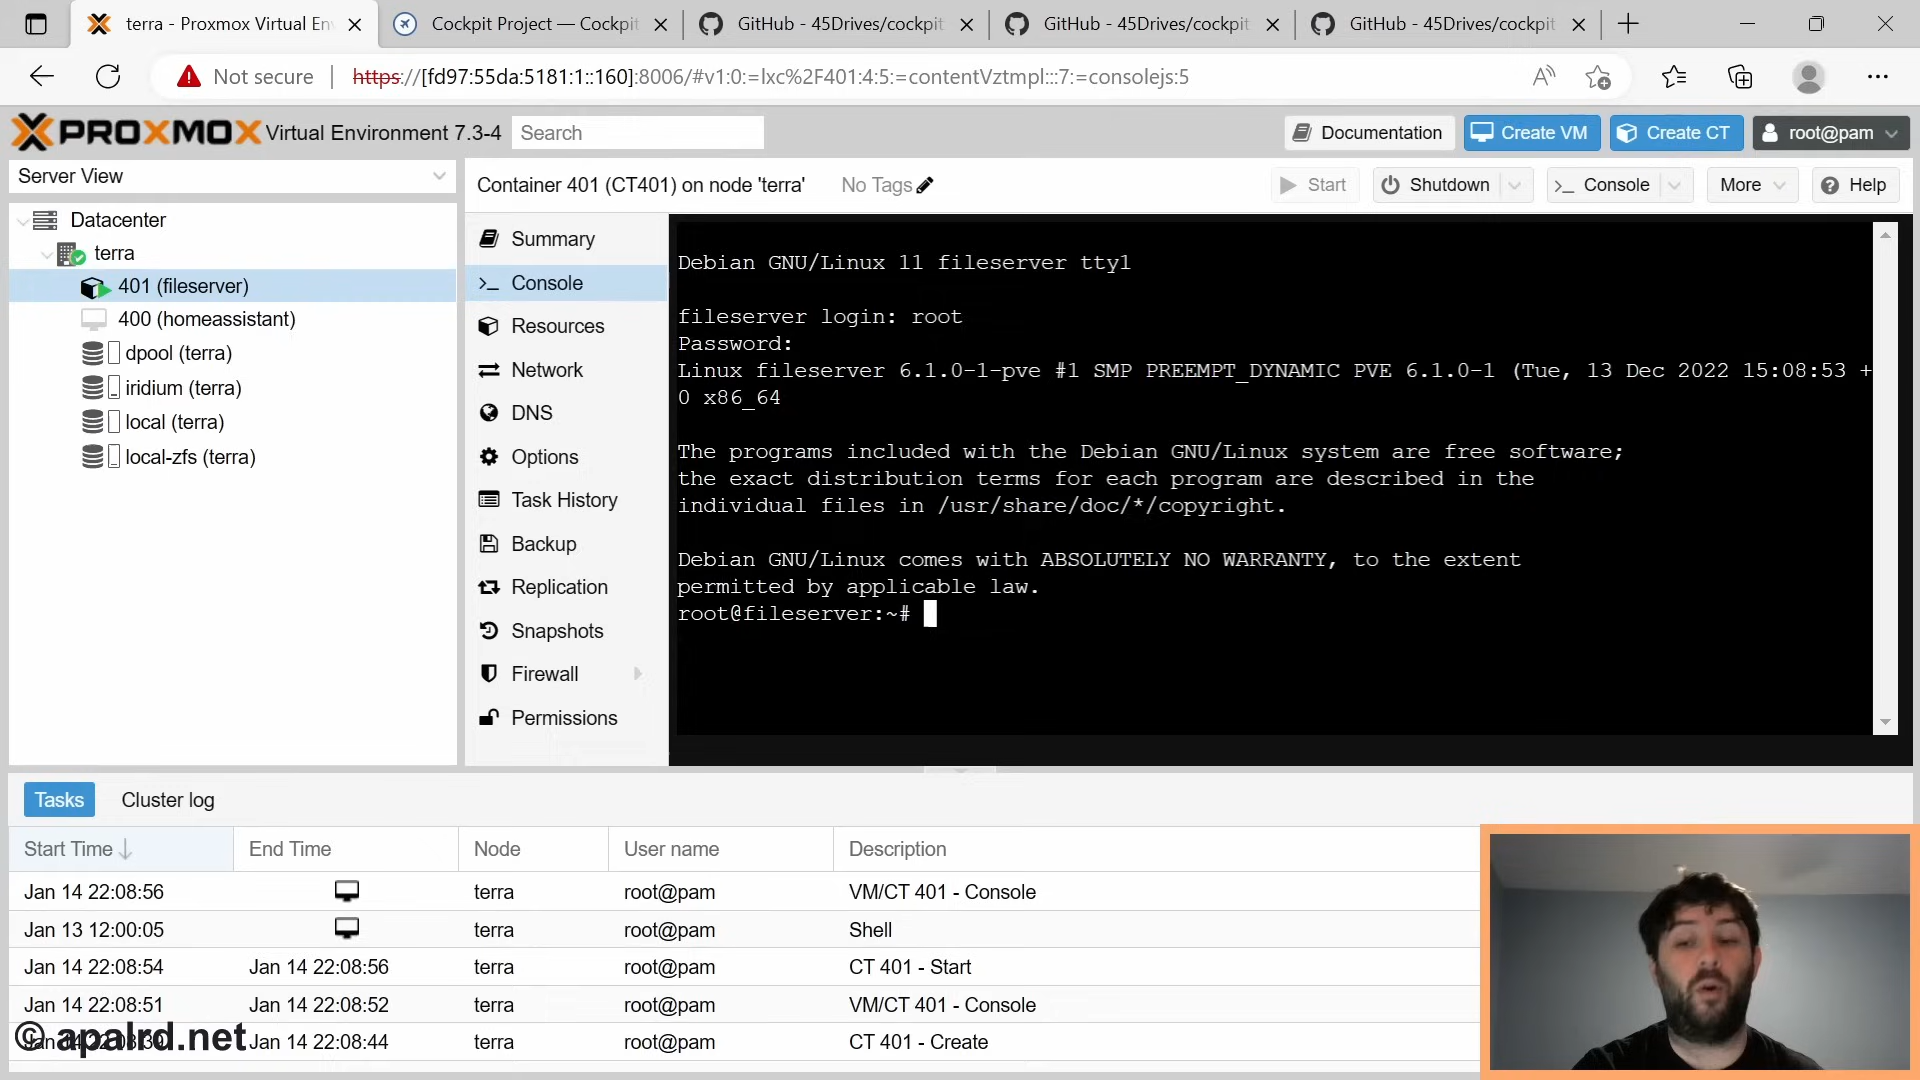 terra - Proxmox Virtual En
Cockpit Project — Cockpit
GitHub - 45Drives/cockpit
GitHub - 45Drives/cockpit
GitHub - 45Drives/cockpit
Not secure
https://[fd97:55da:5181:1::160]:8006/#v1:0:=lxc%2F401:4:5:=contentVztmpl:::7:=consolejs:5
PROXMOX Virtual Environment 7.3-4
Search
Documentation
Create VM
Create CT
root@pam
Server View
Container 401 (CT401) on node 'terra'
No Tags
Start
Shutdown
Console
More
Help
Datacenter
terra
401 (fileserver)
400 (homeassistant)
dpool (terra)
iridium (terra)
local (terra)
local-zfs (terra)
Summary
Console
Resources
Network
DNS
Options
Task History
Backup
Replication
Snapshots
Firewall
Permissions
Debian GNU/Linux 11 fileserver tty1
fileserver login: root
Password:
Linux fileserver 6.1.0-1-pve #1 SMP PREEMPT_DYNAMIC PVE 6.1.0-1 (Tue, 13 Dec 2022 15:08:53 +
0 x86_64
The programs included with the Debian GNU/Linux system are free software;
the exact distribution terms for each program are described in the
individual files in /usr/share/doc/*/copyright.
Debian GNU/Linux comes with ABSOLUTELY NO WARRANTY, to the extent
permitted by applicable law.
root@fileserver:~#
Tasks
Cluster log
Start Time End Time Node User name Description
Jan 14 22:08:56 terra root@pam VM/CT 401 - Console
Jan 13 12:00:05 terra root@pam Shell
Jan 14 22:08:54 Jan 14 22:08:56 terra root@pam CT 401 - Start
Jan 14 22:08:51 Jan 14 22:08:52 terra root@pam VM/CT 401 - Console
Jan 14 22:08:39 Jan 14 22:08:44 terra root@pam CT 401 - Create
© apalrd.net